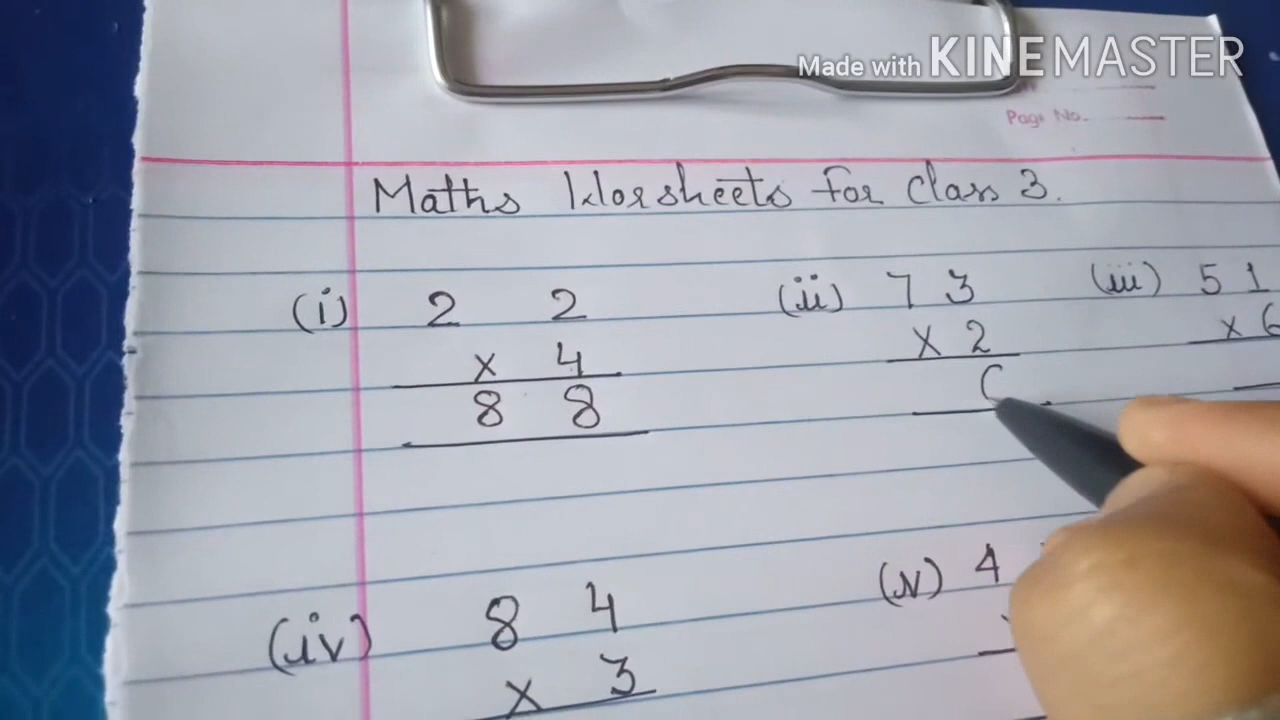 Made with KINEMASTER
Page No.
Maths Worsheets for Class 3.
(i) 2 2 (ii) 7 3 (iii) 5 1
x 4 x 2 x 6
8 8
(iv) 8 4 (v) 4
x 3